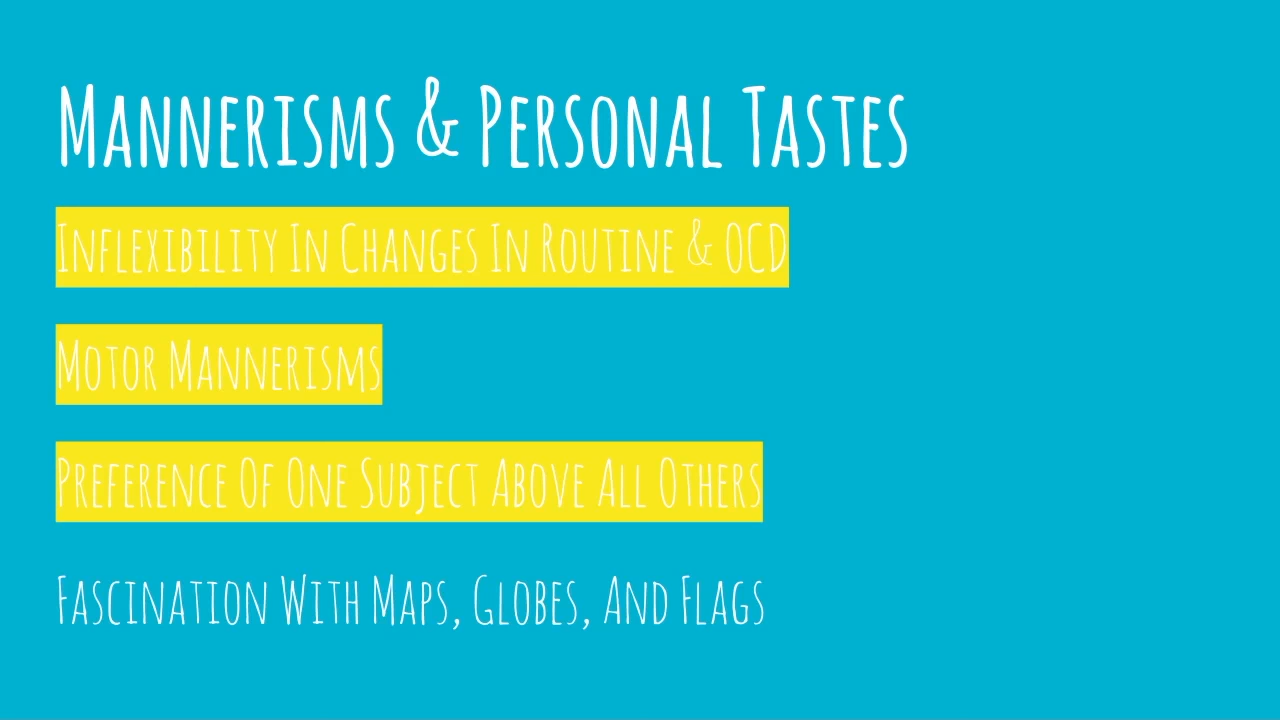 Mannerisms & Personal Tastes
Inflexibility In Changes In Routine & OCD
Motor Mannerisms
Preference Of One Subject Above All Others
Fascination With Maps, Globes, And Flags